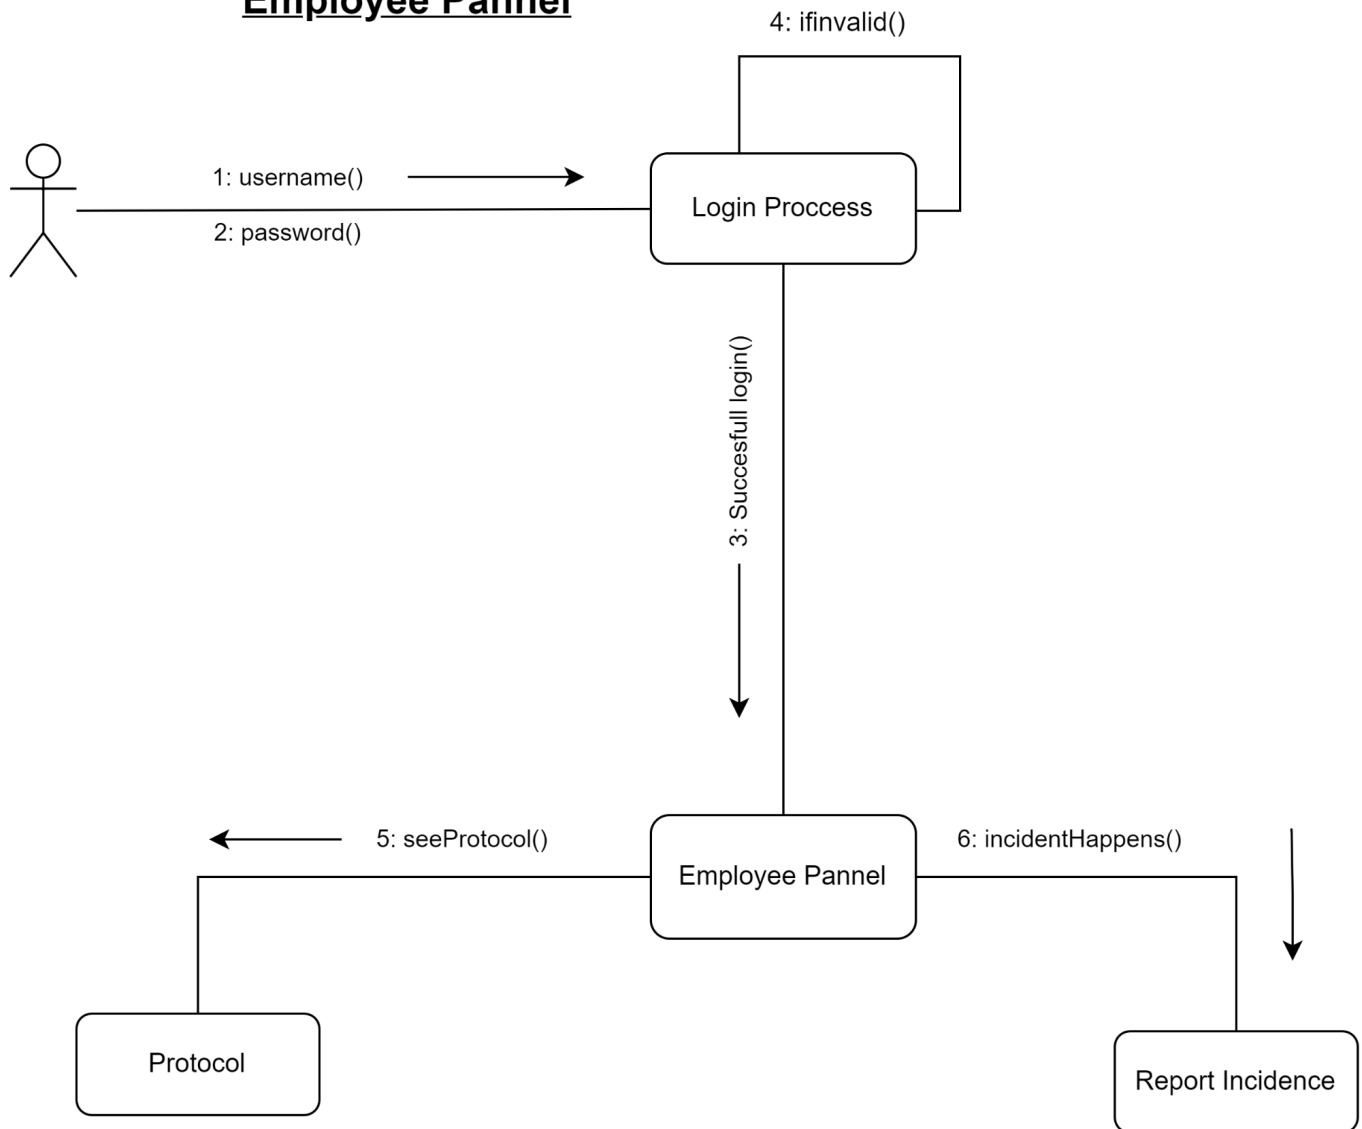 Employee Pannel
4: ifinvalid()
1: username()
Login Proccess
2: password()
3: Succesfull login()
5: seeProtocol()
6: incidentHappens()
Employee Pannel
Protocol
Report Incidence